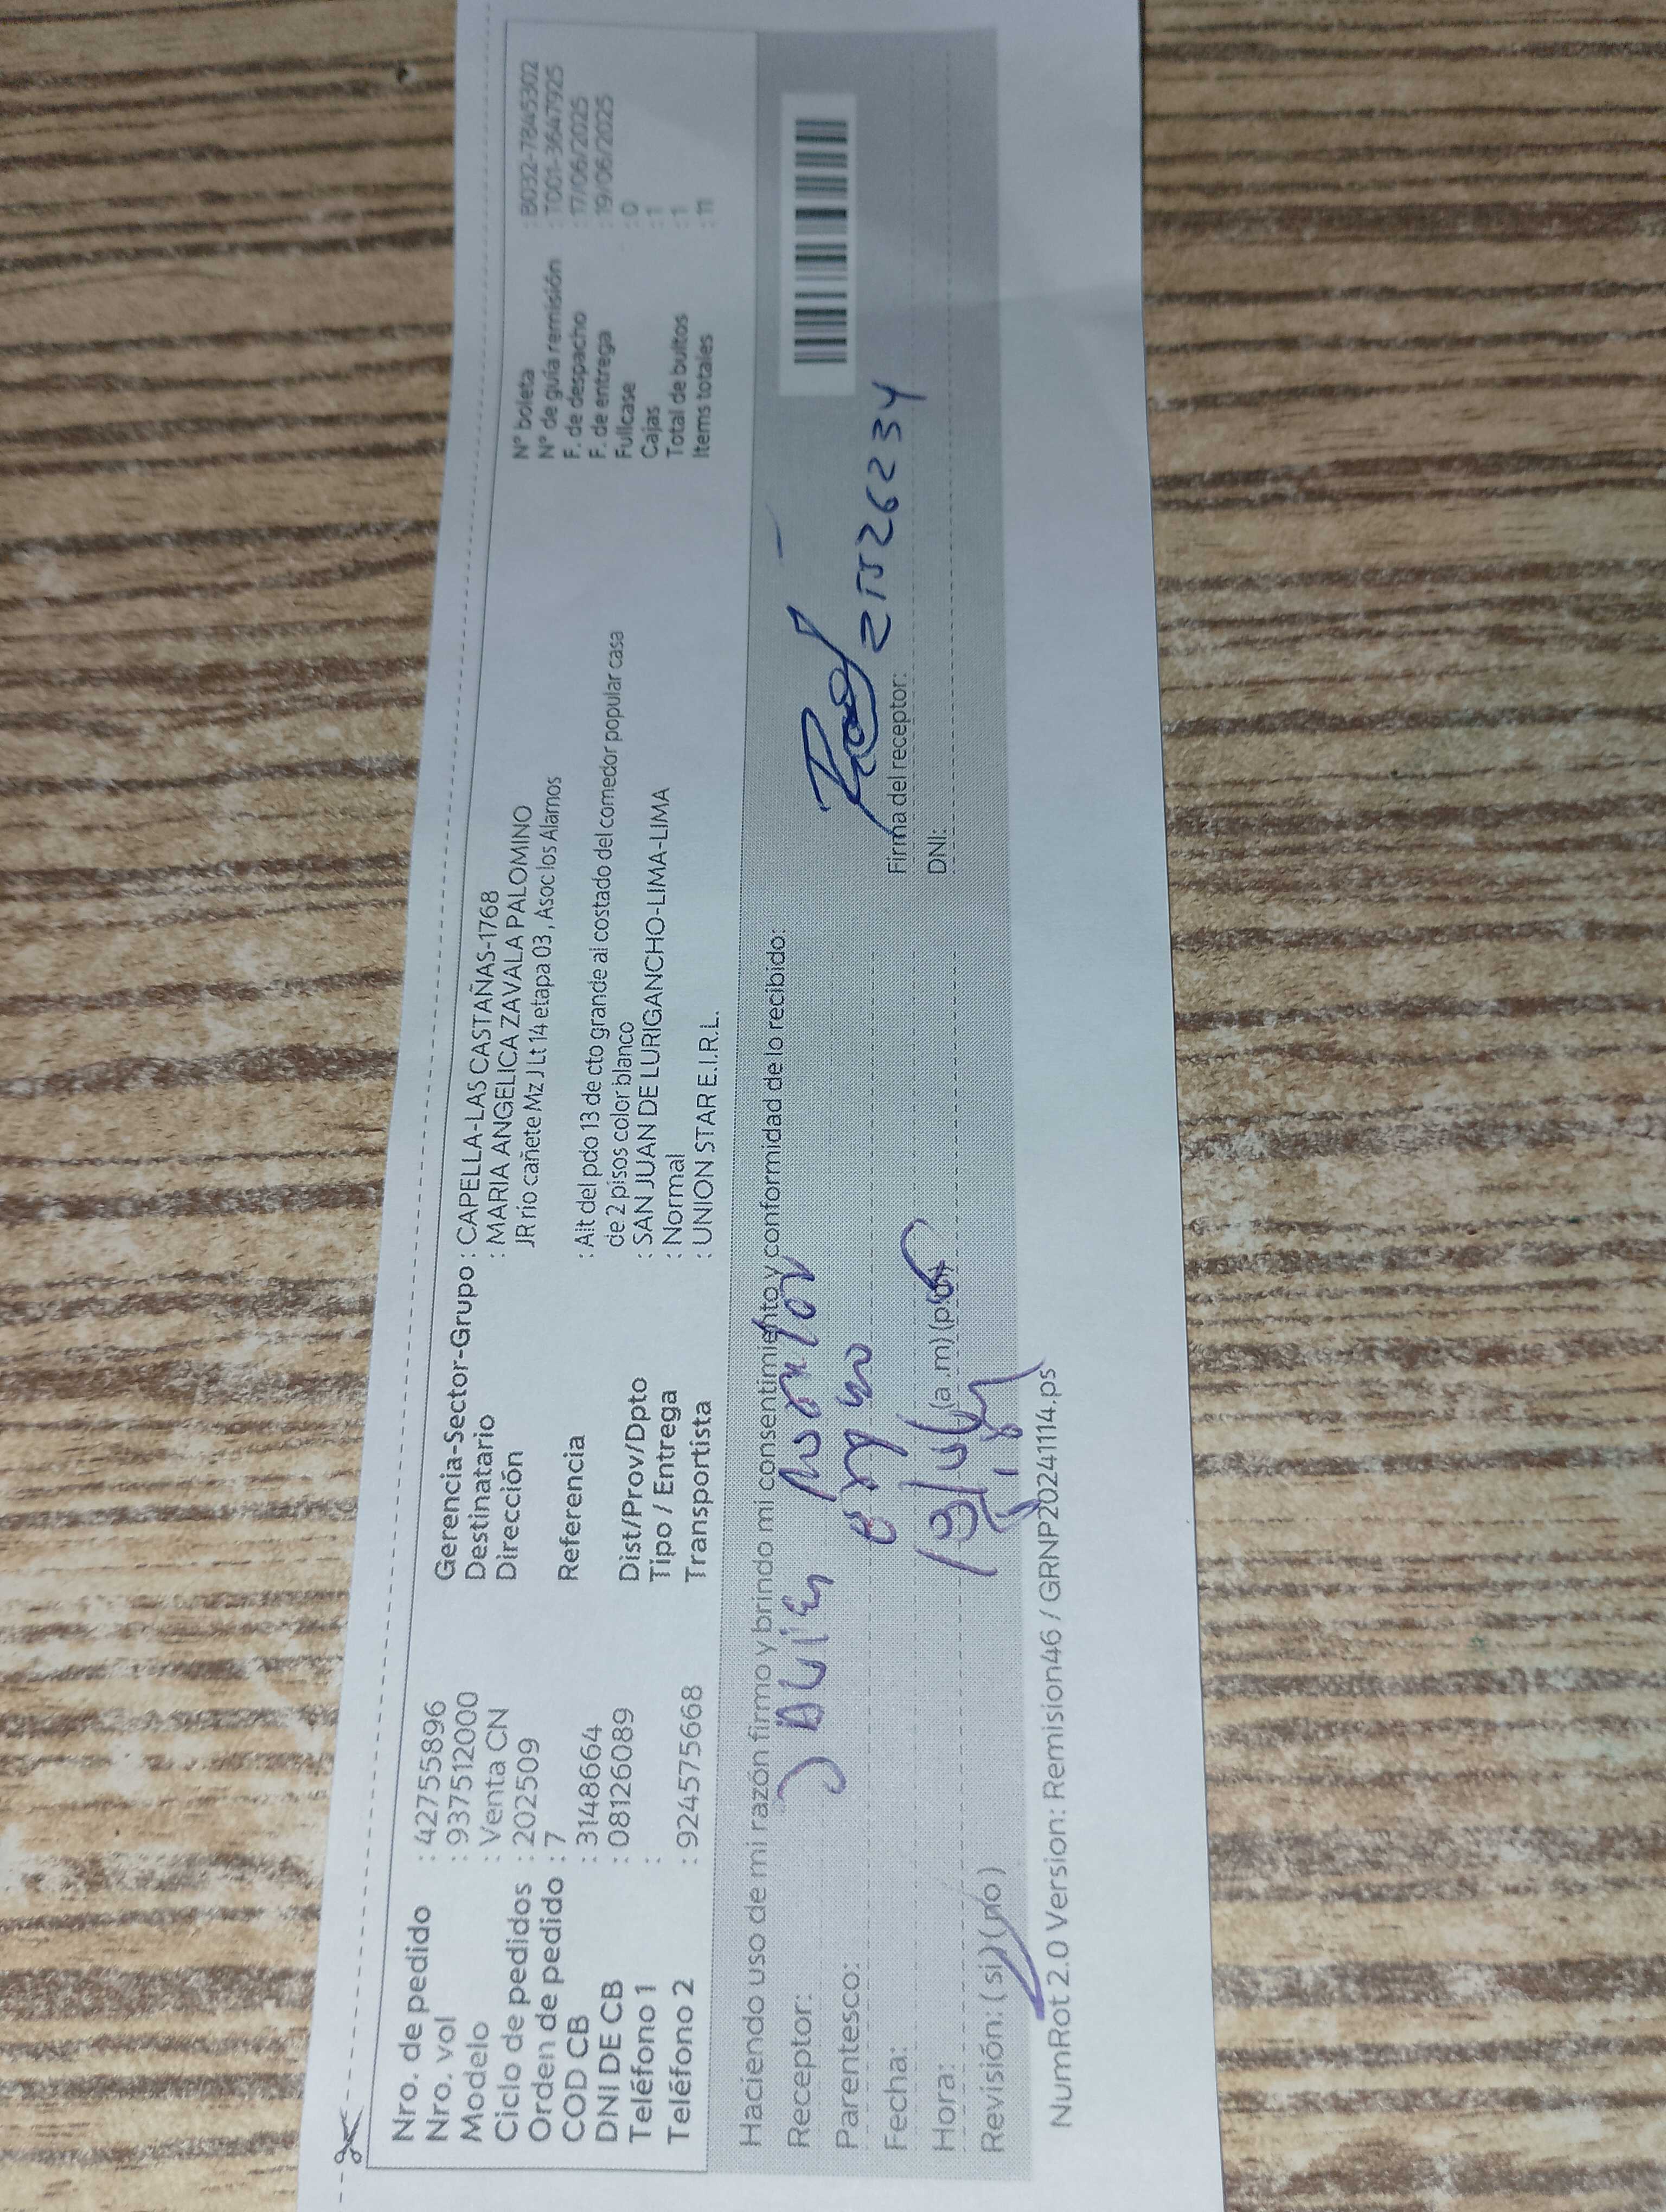 Nro. de pedido : 42755896
Nro. vol : 937512000
Modelo : Venta CN
Ciclo de pedidos : 202509
Orden de pedido : 7
COD CB : 3148664
DNI DE CB : 08126089
Teléfono 1 :
Teléfono 2 : 924575668
Gerencia-Sector-Grupo : CAPELLA-LAS CASTAÑAS-1768
Destinatario : MARIA ANGELICA ZAVALA PALOMINO
Dirección JR rio cañete Mz J Lt 14 etapa 03 , Asoc los Alamos
Referencia : Alt del pdo 13 de cto grande al costado del comedor popular casa
de 2 pisos color blanco
Dist/Prov/Dpto : SAN JUAN DE LURIGANCHO-LIMA-LIMA
Tipo / Entrega : Normal
Transportista : UNION STAR E.I.R.L.
Nº boleta : B032-7845302
Nº de guía remisión : T001-3647925
F. de despacho : 17/06/2025
F. de entrega : 19/06/2025
Fullcase : 0
Cajas : 1
Total de bultos : 1
Items totales : 11
Haciendo uso de mi razón firmo y brindo mi consentimiento y conformidad de lo recibido:
Receptor:
Parentesco:
Fecha:
Hora: (a.m) (p.m)
Revisión: ( si ) ( no )
Firma del receptor:
DNI:
NumRot 2.0 Version: Remision46 / GRNP20241114.ps